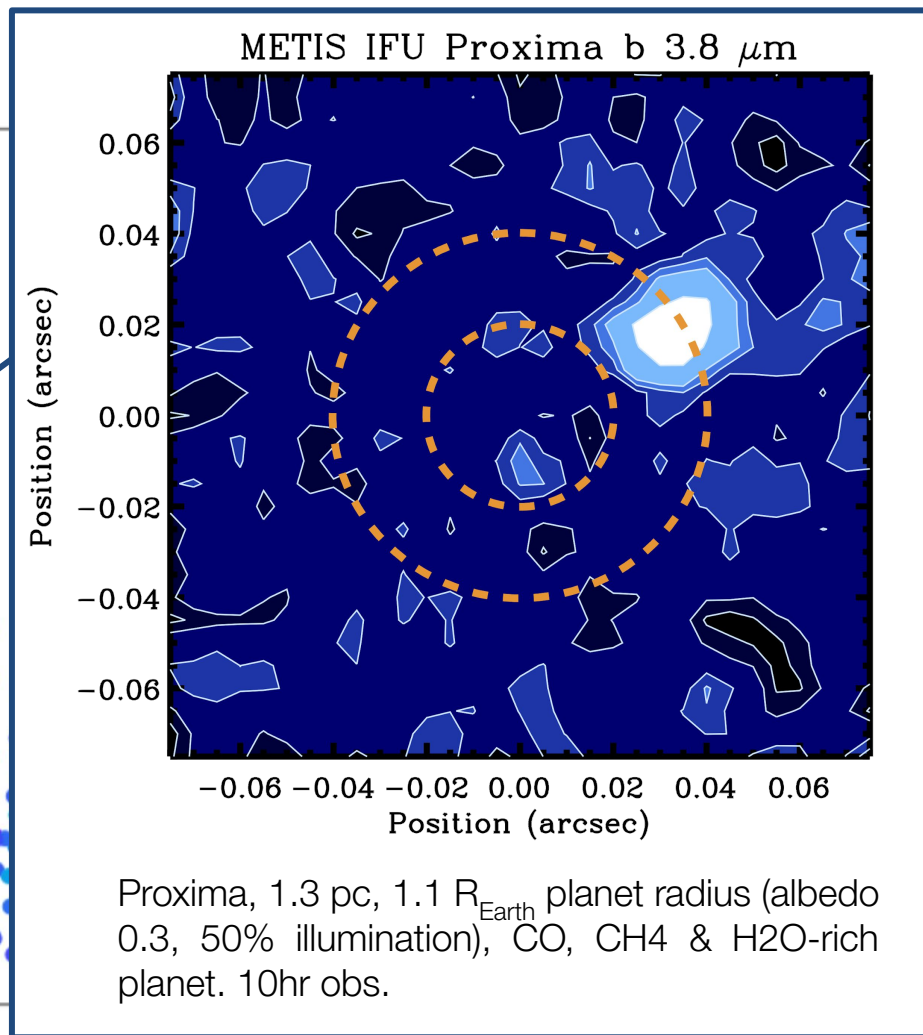 METIS IFU Proxima b 3.8 μm
0.06
0.04
0.02
0.00
−0.02
−0.04
−0.06
Position (arcsec)
−0.06 −0.04 −0.02 0.00 0.02 0.04 0.06
Position (arcsec)
Proxima, 1.3 pc, 1.1 R_Earth planet radius (albedo
0.3, 50% illumination), CO, CH4 & H2O-rich
planet. 10hr obs.